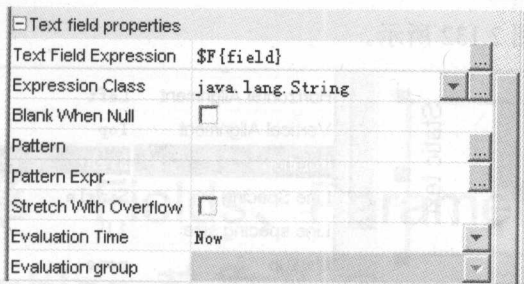 Text field properties
Text Field Expression $F{field} ...
Expression Class java.lang.String ...
Blank When Null
Pattern ...
Pattern Expr. ...
Stretch With Overflow
Evaluation Time Now
Evaluation group